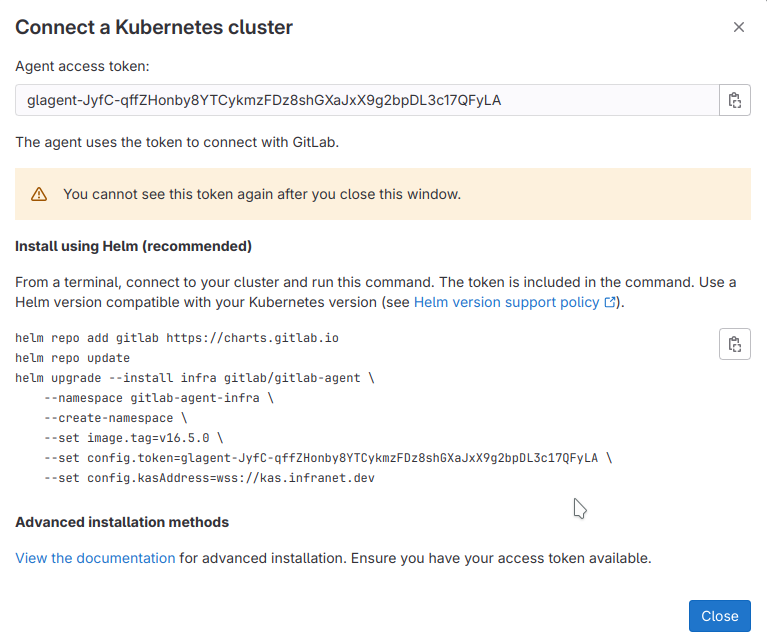 Connect a Kubernetes cluster
Agent access token:
glagent-JyfC-qffZHonby8YTCykmzFDz8shGXaJxX9g2bpDL3c17QFyLA
The agent uses the token to connect with GitLab.
You cannot see this token again after you close this window.
Install using Helm (recommended)
From a terminal, connect to your cluster and run this command. The token is included in the command. Use a
Helm version compatible with your Kubernetes version (see Helm version support policy).
helm repo add gitlab https://charts.gitlab.io
helm repo update
helm upgrade --install infra gitlab/gitlab-agent \
    --namespace gitlab-agent-infra \
    --create-namespace \
    --set image.tag=v16.5.0 \
    --set config.token=glagent-JyfC-qffZHonby8YTCykmzFDz8shGXaJxX9g2bpDL3c17QFyLA \
    --set config.kasAddress=wss://kas.infranet.dev
Advanced installation methods
View the documentation for advanced installation. Ensure you have your access token available.
Close